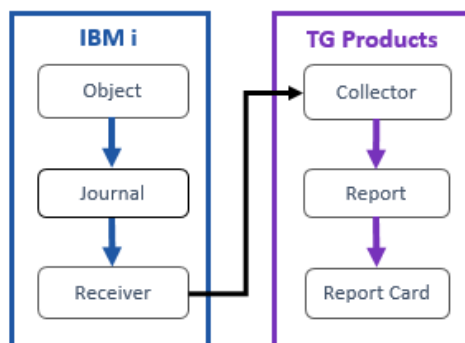 IBM i
Object
Journal
Receiver
TG Products
Collector
Report
Report Card